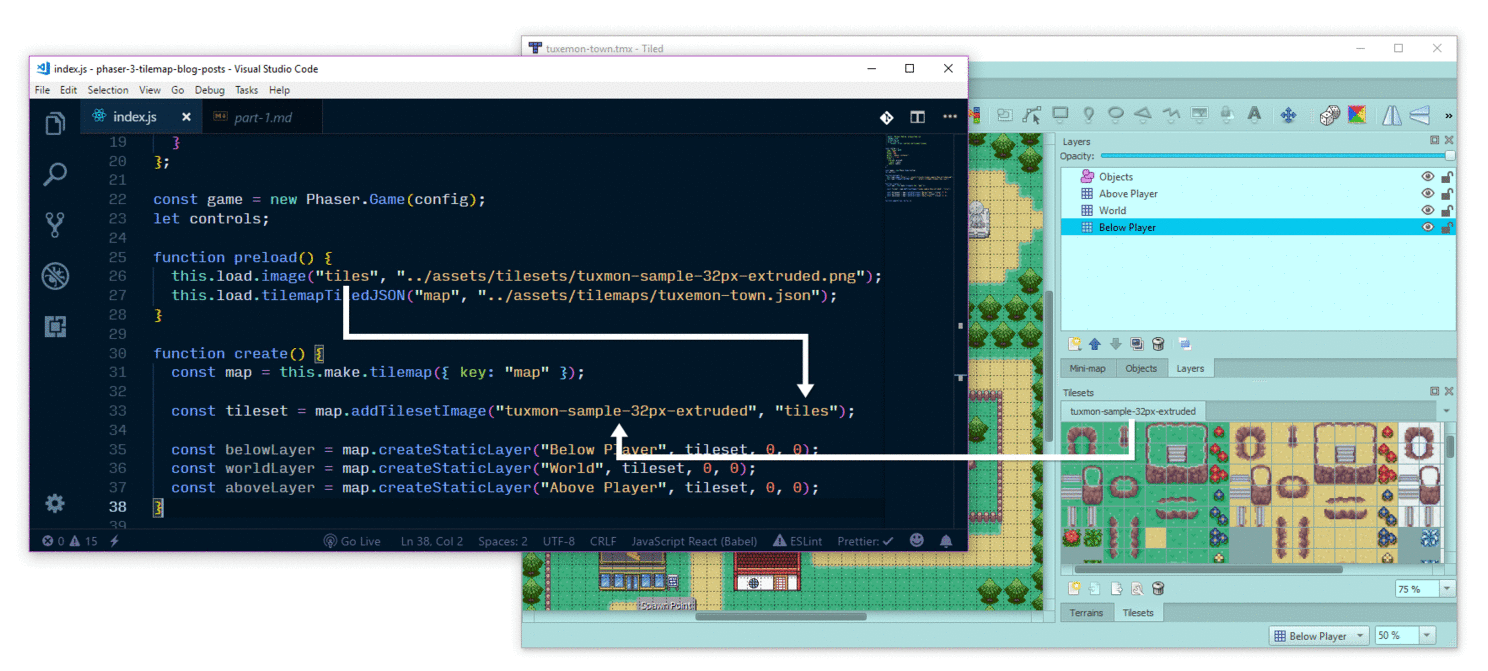 tuxemon-town.tmx - Tiled
index.js - phaser-3-tilemap-blog-posts - Visual Studio Code
File Edit Selection View Go Debug Tasks Help
index.js
part-1.md
19 }
20 };
21
22 const game = new Phaser.Game(config);
23 let controls;
24
25 function preload() {
26 this.load.image("tiles", "../assets/tilesets/tuxmon-sample-32px-extruded.png");
27 this.load.tilemapTiledJSON("map", "../assets/tilemaps/tuxemon-town.json");
28 }
29
30 function create() {
31 const map = this.make.tilemap({ key: "map" });
32
33 const tileset = map.addTilesetImage("tuxmon-sample-32px-extruded", "tiles");
34
35 const belowLayer = map.createStaticLayer("Below Player", tileset, 0, 0);
36 const worldLayer = map.createStaticLayer("World", tileset, 0, 0);
37 const aboveLayer = map.createStaticLayer("Above Player", tileset, 0, 0);
38 }
39
0 15 Go Live Ln 38, Col 2 Spaces: 2 UTF-8 CRLF JavaScript React (Babel) ESLint Prettier:
Layers
Opacity:
Objects
Above Player
World
Below Player
Mini-map Objects Layers
Tilesets
tuxmon-sample-32px-extruded
75 %
Terrains Tilesets
Spawn Point
Below Player 50 %